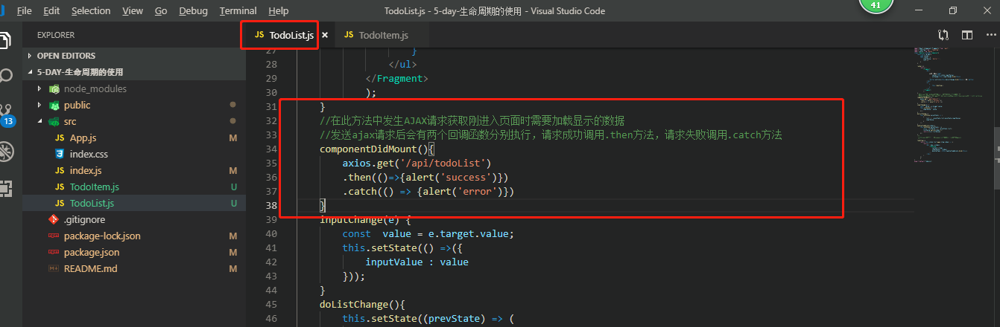 File Edit Selection View Go Debug Terminal Help TodoList.js - 5-day-生命周期的使用 - Visual Studio Code 41
EXPLORER
JS TodoList.js × JS TodoItem.js
OPEN EDITORS
5-DAY-生命周期的使用
node_modules
public
src
JS App.js M
index.css
JS index.js M
JS TodoItem.js U
JS TodoList.js U
.gitignore
package-lock.json M
package.json M
README.md M
13
27 }
28 </ul>
29 </Fragment>
30 );
31 }
32 //在此方法中发生AJAX请求获取刚进入页面时需要加载显示的数据
33 //发送ajax请求后会有两个回调函数分别执行，请求成功调用.then方法，请求失败调用.catch方法
34 componentDidMount(){
35 axios.get('/api/todoList')
36 .then(()=>{alert('success')})
37 .catch(() => {alert('error')})
38 }
39 inputChange(e) {
40 const value = e.target.value;
41 this.setState(() =>({
42 inputValue : value
43 }));
44 }
45 doListChange(){
46 this.setState((prevState) => (